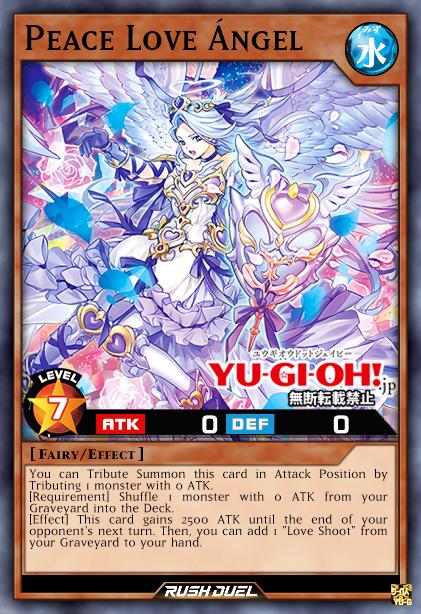 Peace Love Ángel
みず
水
ユウギオウドットジェイピー
YU-GI-OH!.jp
無断転載禁止
LEVEL
7
ATK 0 DEF 0
[ Fairy/Effect ]
You can Tribute Summon this card in Attack Position by
Tributing 1 monster with 0 ATK.
[Requirement] Shuffle 1 monster with 0 ATK from your
Graveyard into the Deck.
[Effect] This card gains 2500 ATK until the end of your
opponent's next turn. Then, you can add 1 "Love Shoot" from
your Graveyard to your hand.
RUSH DUEL